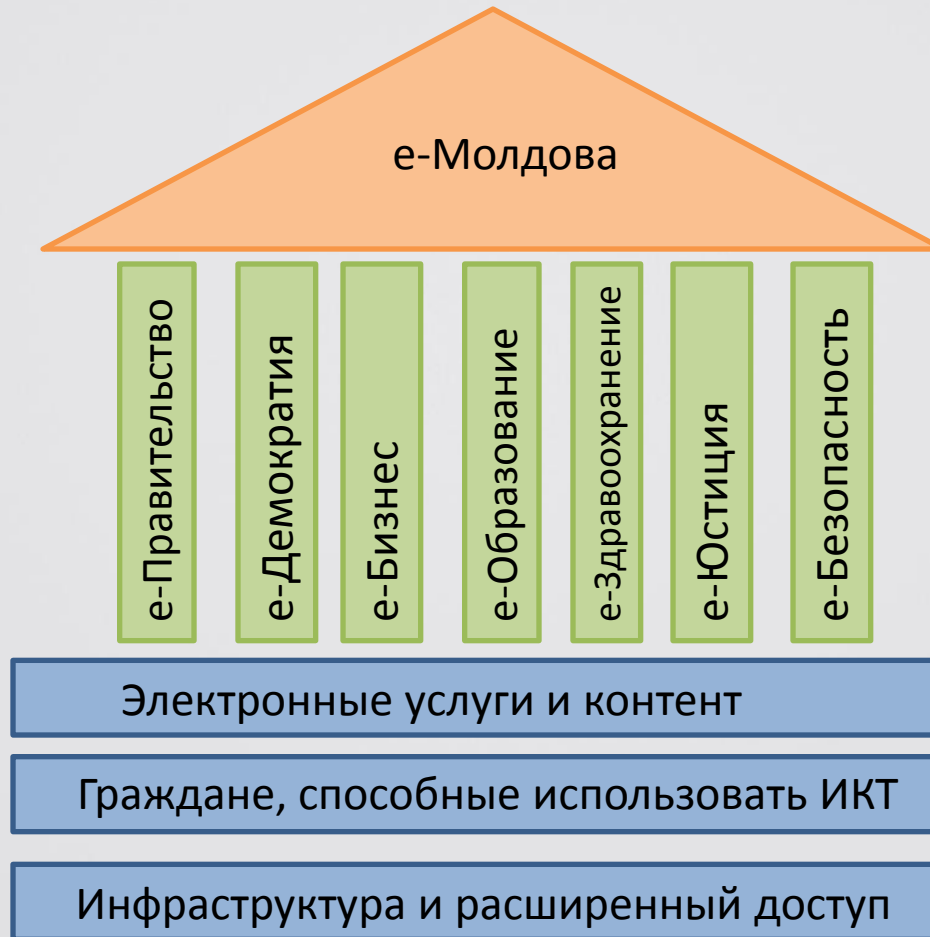 е-Молдова
е-Правительство
е-Демократия
е-Бизнес
е-Образование
е-Здравоохранение
е-Юстиция
е-Безопасность
Электронные услуги и контент
Граждане, способные использовать ИКТ
Инфраструктура и расширенный доступ